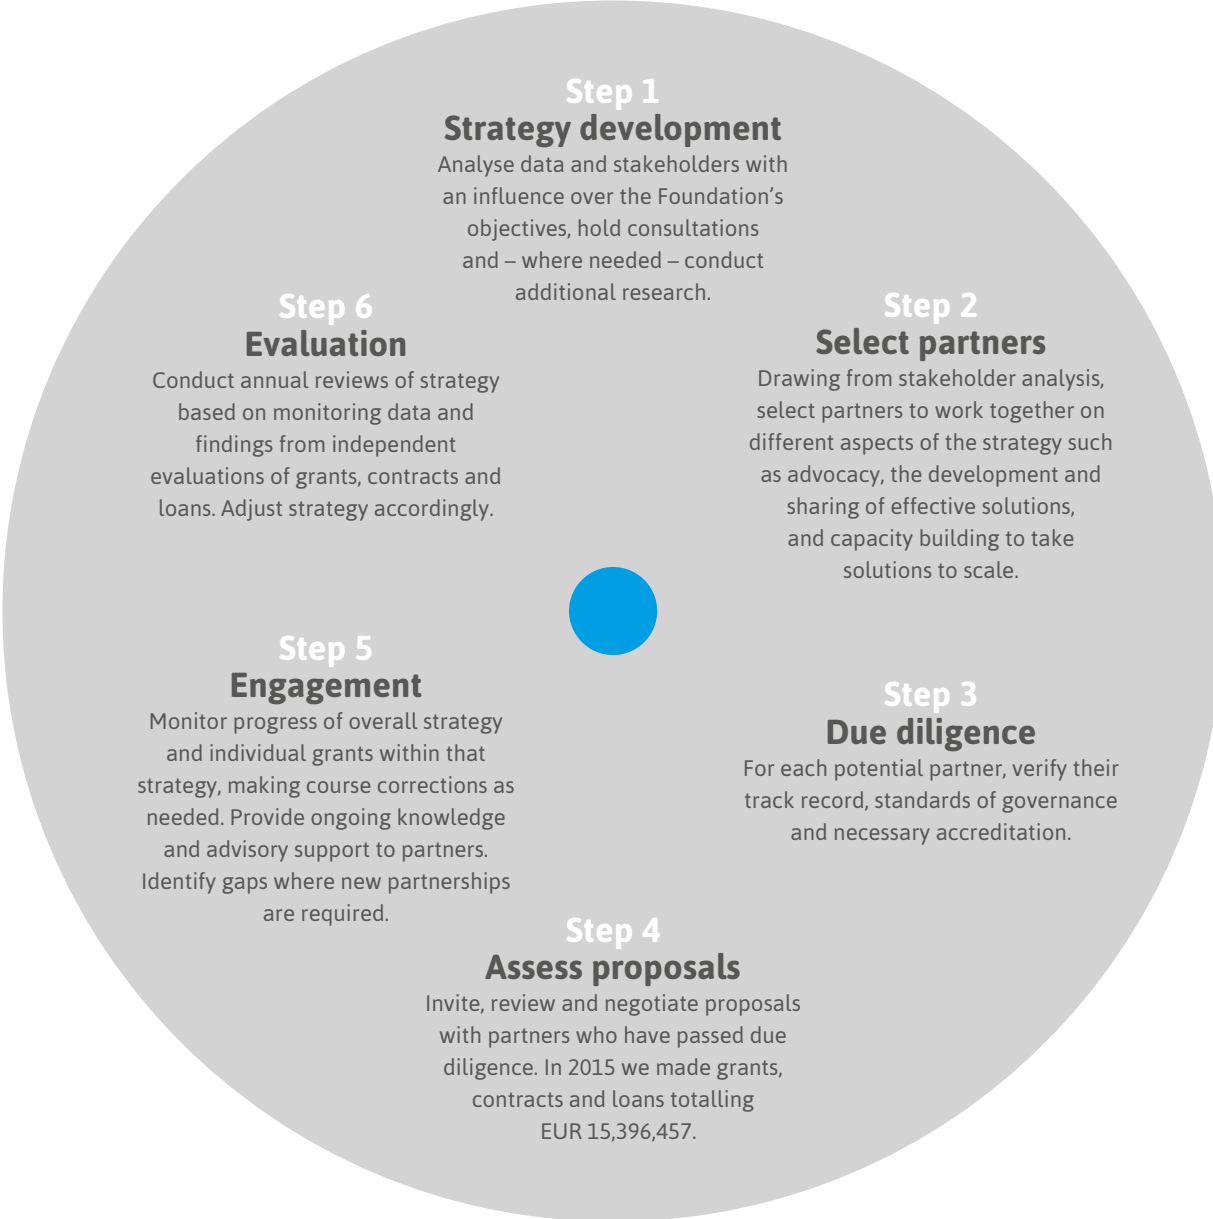 Step 1
Strategy development
Analyse data and stakeholders with
an influence over the Foundation’s
objectives, hold consultations
and – where needed – conduct
additional research.
Step 2
Select partners
Drawing from stakeholder analysis,
select partners to work together on
different aspects of the strategy such
as advocacy, the development and
sharing of effective solutions,
and capacity building to take
solutions to scale.
Step 3
Due diligence
For each potential partner, verify their
track record, standards of governance
and necessary accreditation.
Step 4
Assess proposals
Invite, review and negotiate proposals
with partners who have passed due
diligence. In 2015 we made grants,
contracts and loans totalling
EUR 15,396,457.
Step 5
Engagement
Monitor progress of overall strategy
and individual grants within that
strategy, making course corrections as
needed. Provide ongoing knowledge
and advisory support to partners.
Identify gaps where new partnerships
are required.
Step 6
Evaluation
Conduct annual reviews of strategy
based on monitoring data and
findings from independent
evaluations of grants, contracts and
loans. Adjust strategy accordingly.